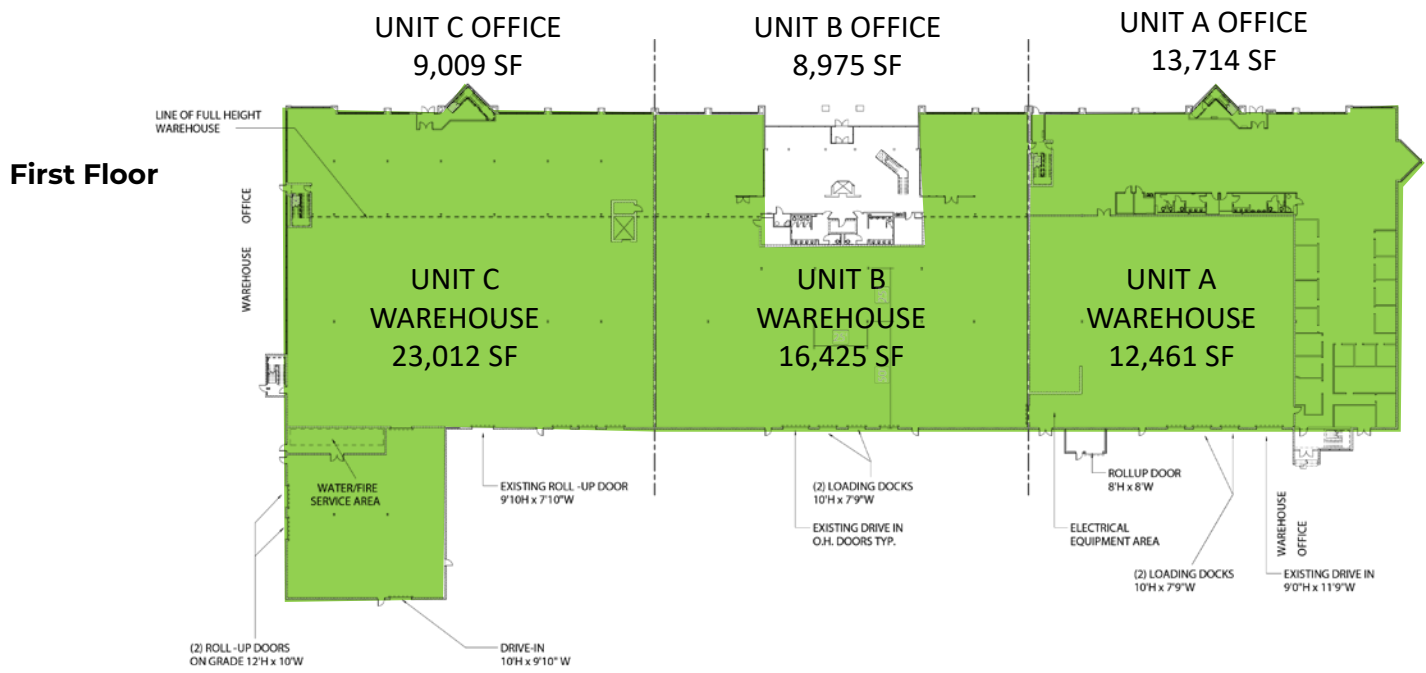 UNIT C OFFICE
9,009 SF
UNIT B OFFICE
8,975 SF
UNIT A OFFICE
13,714 SF
LINE OF FULL HEIGHT
WAREHOUSE
First Floor
OFFICE
WAREHOUSE
UNIT C
WAREHOUSE
23,012 SF
UNIT B
WAREHOUSE
16,425 SF
UNIT A
WAREHOUSE
12,461 SF
WATER/FIRE
SERVICE AREA
EXISTING ROLL -UP DOOR
9'10H x 7'10"W
(2) LOADING DOCKS
10'H x 7'9"W
EXISTING DRIVE IN
O.H. DOORS TYP.
ROLLUP DOOR
8'H x 8'W
ELECTRICAL
EQUIPMENT AREA
WAREHOUSE
OFFICE
(2) LOADING DOCKS
10'H x 7'9"W
EXISTING DRIVE IN
9'0"H x 11'9"W
(2) ROLL -UP DOORS
ON GRADE 12'H x 10'W
DRIVE-IN
10'H x 9'10" W